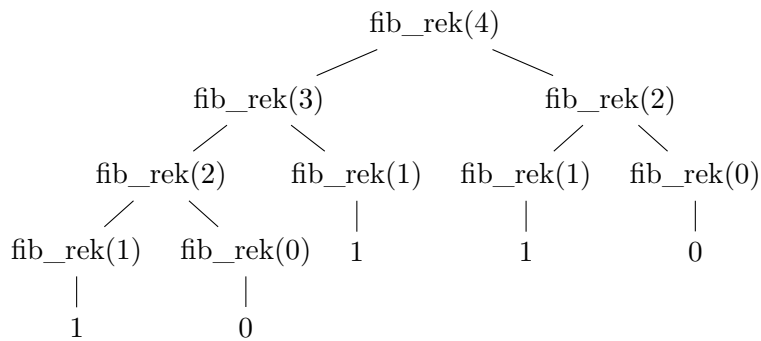 fib_rek(4)
fib_rek(3) fib_rek(2)
fib_rek(2) fib_rek(1) fib_rek(1) fib_rek(0)
fib_rek(1) fib_rek(0) 1 1 0
1 0